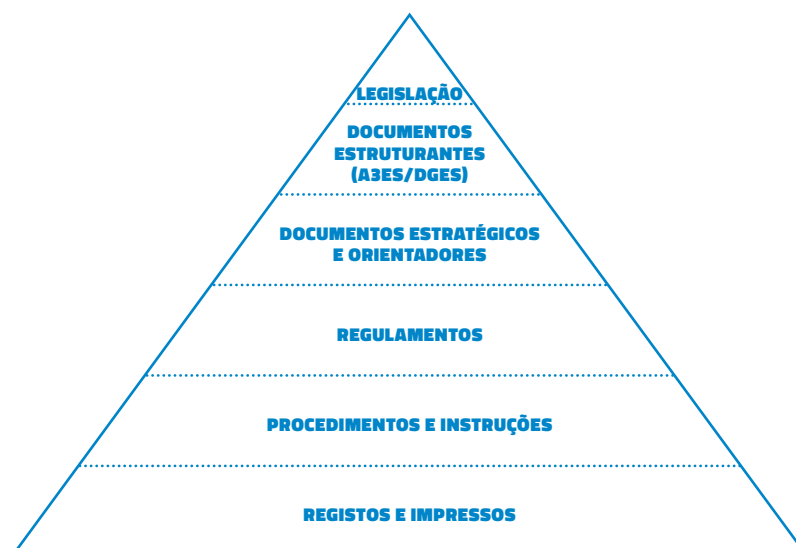 LEGISLAÇÃO
DOCUMENTOS
ESTRUTURANTES
(A3ES/DGES)
DOCUMENTOS ESTRATÉGICOS
E ORIENTADORES
REGULAMENTOS
PROCEDIMENTOS E INSTRUÇÕES
REGISTOS E IMPRESSOS